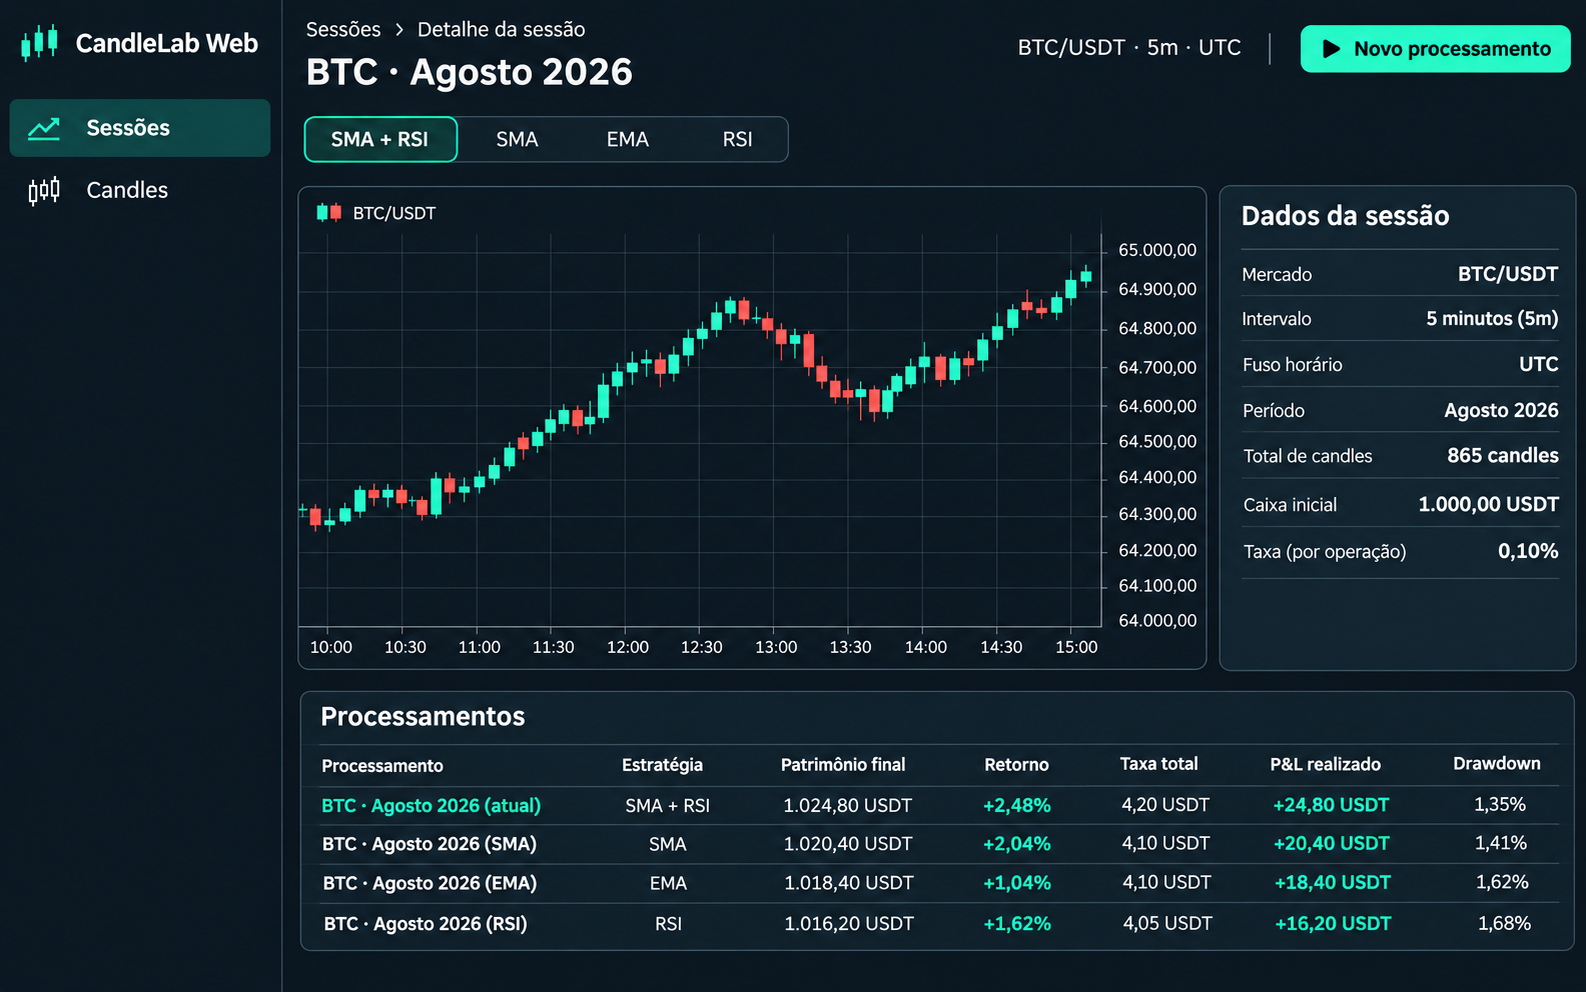 CandleLab Web
Sessões
Candles
Sessões > Detalhe da sessão
BTC · Agosto 2026
BTC/USDT · 5m · UTC
Novo processamento
SMA + RSI SMA EMA RSI
BTC/USDT
65.000,00
64.900,00
64.800,00
64.700,00
64.600,00
64.500,00
64.400,00
64.300,00
64.200,00
64.100,00
64.000,00
10:00 10:30 11:00 11:30 12:00 12:30 13:00 13:30 14:00 14:30 15:00
Dados da sessão
Mercado BTC/USDT
Intervalo 5 minutos (5m)
Fuso horário UTC
Período Agosto 2026
Total de candles 865 candles
Caixa inicial 1.000,00 USDT
Taxa (por operação) 0,10%
Processamentos
Processamento Estratégia Patrimônio final Retorno Taxa total P&L realizado Drawdown
BTC · Agosto 2026 (atual) SMA + RSI 1.024,80 USDT +2,48% 4,20 USDT +24,80 USDT 1,35%
BTC · Agosto 2026 (SMA) SMA 1.020,40 USDT +2,04% 4,10 USDT +20,40 USDT 1,41%
BTC · Agosto 2026 (EMA) EMA 1.018,40 USDT +1,04% 4,10 USDT +18,40 USDT 1,62%
BTC · Agosto 2026 (RSI) RSI 1.016,20 USDT +1,62% 4,05 USDT +16,20 USDT 1,68%